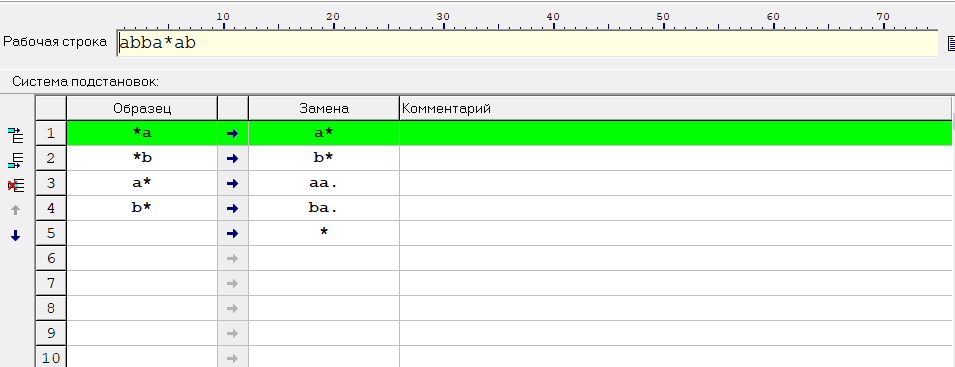 10 20 30 40 50 60 70
Рабочая строка abba*ab
Система подстановок:
Образец Замена Комментарий
1 *a ➔ a*
2 *b ➔ b*
3 a* ➔ aa.
4 b* ➔ ba.
5 ➔ *
6 ➔
7 ➔
8 ➔
9 ➔
10 ➔